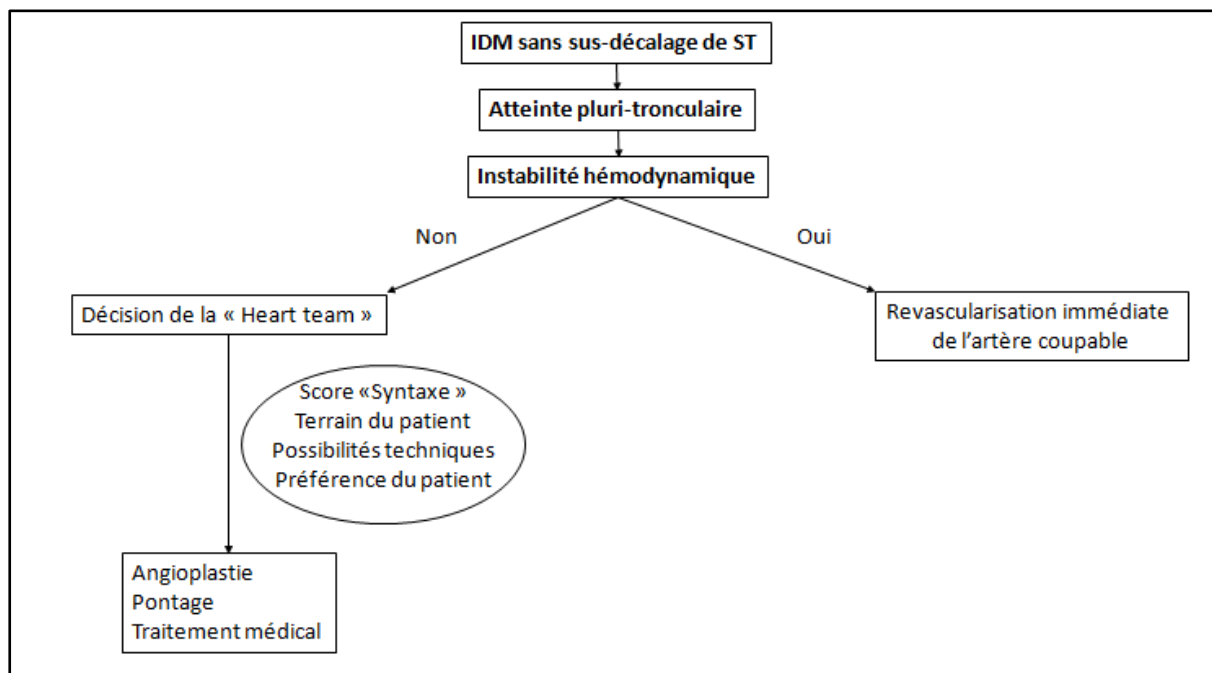 IDM sans sus-décalage de ST
Atteinte pluri-tronculaire
Instabilité hémodynamique
Non
Oui
Décision de la « Heart team »
Revascularisation immédiate
de l’artère coupable
Score «Syntaxe »
Terrain du patient
Possibilités techniques
Préférence du patient
Angioplastie
Pontage
Traitement médical